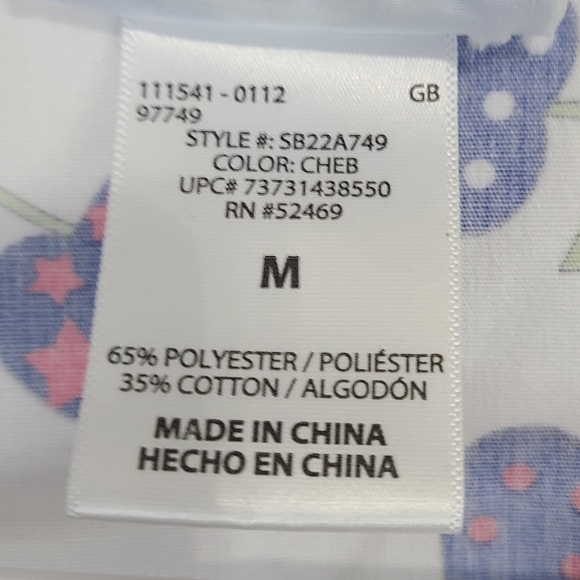 111541 - 0112 GB
97749
STYLE #: SB22A749
COLOR: CHEB
UPC# 73731438550
RN #52469
M
65% POLYESTER / POLIÉSTER
35% COTTON / ALGODÓN
MADE IN CHINA
HECHO EN CHINA